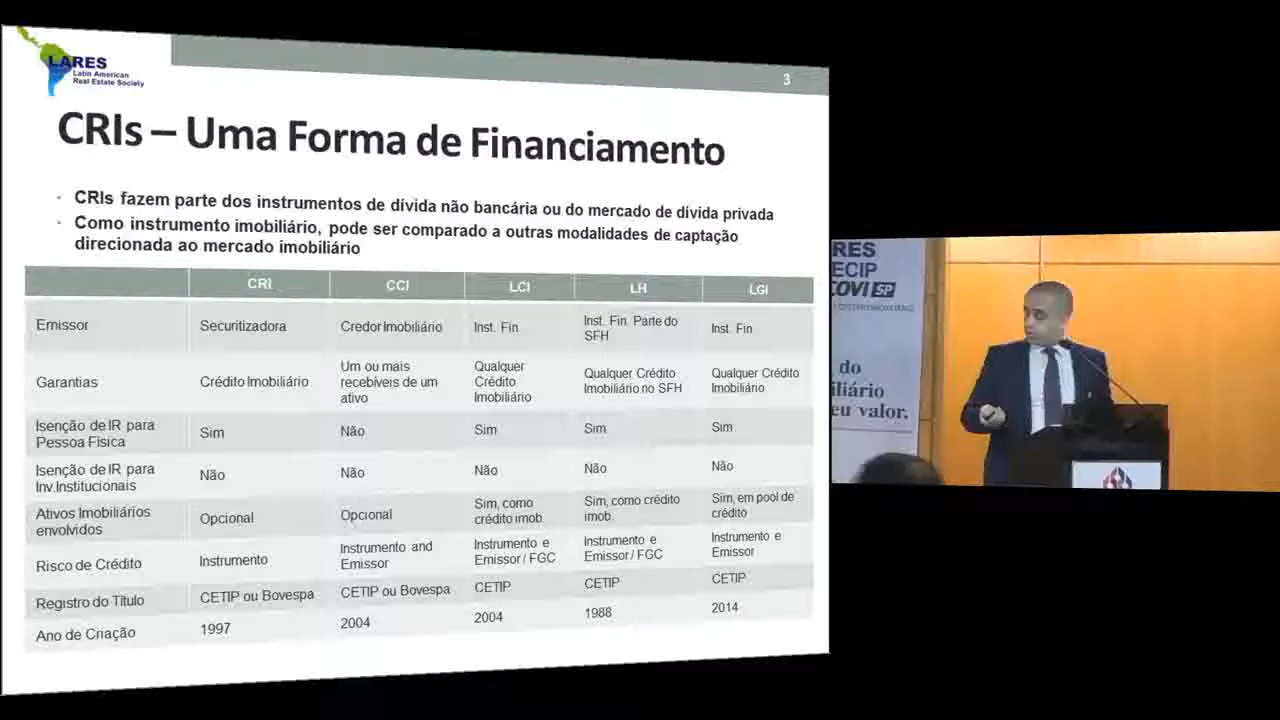 LARES
Latin American
Real Estate Society
3
CRIs – Uma Forma de Financiamento
CRIs fazem parte dos instrumentos de dívida não bancária ou do mercado de dívida privada
Como instrumento imobiliário, pode ser comparado a outras modalidades de captação
direcionada ao mercado imobiliário
CRI CCI LCI LH LGI
Emissor Securitizadora Credor Imobiliário Inst. Fin. Inst. Fin. Parte do SFH Inst. Fin.
Garantias Crédito Imobiliário Um ou mais recebíveis de um ativo Qualquer Crédito Imobiliário Qualquer Crédito Imobiliário no SFH Qualquer Crédito Imobiliário
Isenção de IR para Pessoa Física Sim Não Sim Sim Sim
Isenção de IR para Inv.Institucionais Não Não Não Não Não
Ativos Imobiliários envolvidos Opcional Opcional Sim, como crédito imob. Sim, como crédito imob. Sim, em pool de crédito
Risco de Crédito Instrumento Instrumento and Emissor Instrumento e Emissor / FGC Instrumento e Emissor / FGC Instrumento e Emissor
Registro do Título CETIP ou Bovespa CETIP ou Bovespa CETIP CETIP CETIP
Ano de Criação 1997 2004 2004 1988 2014
RES
ECIP
COVI SP
do
iliário
eu valor.